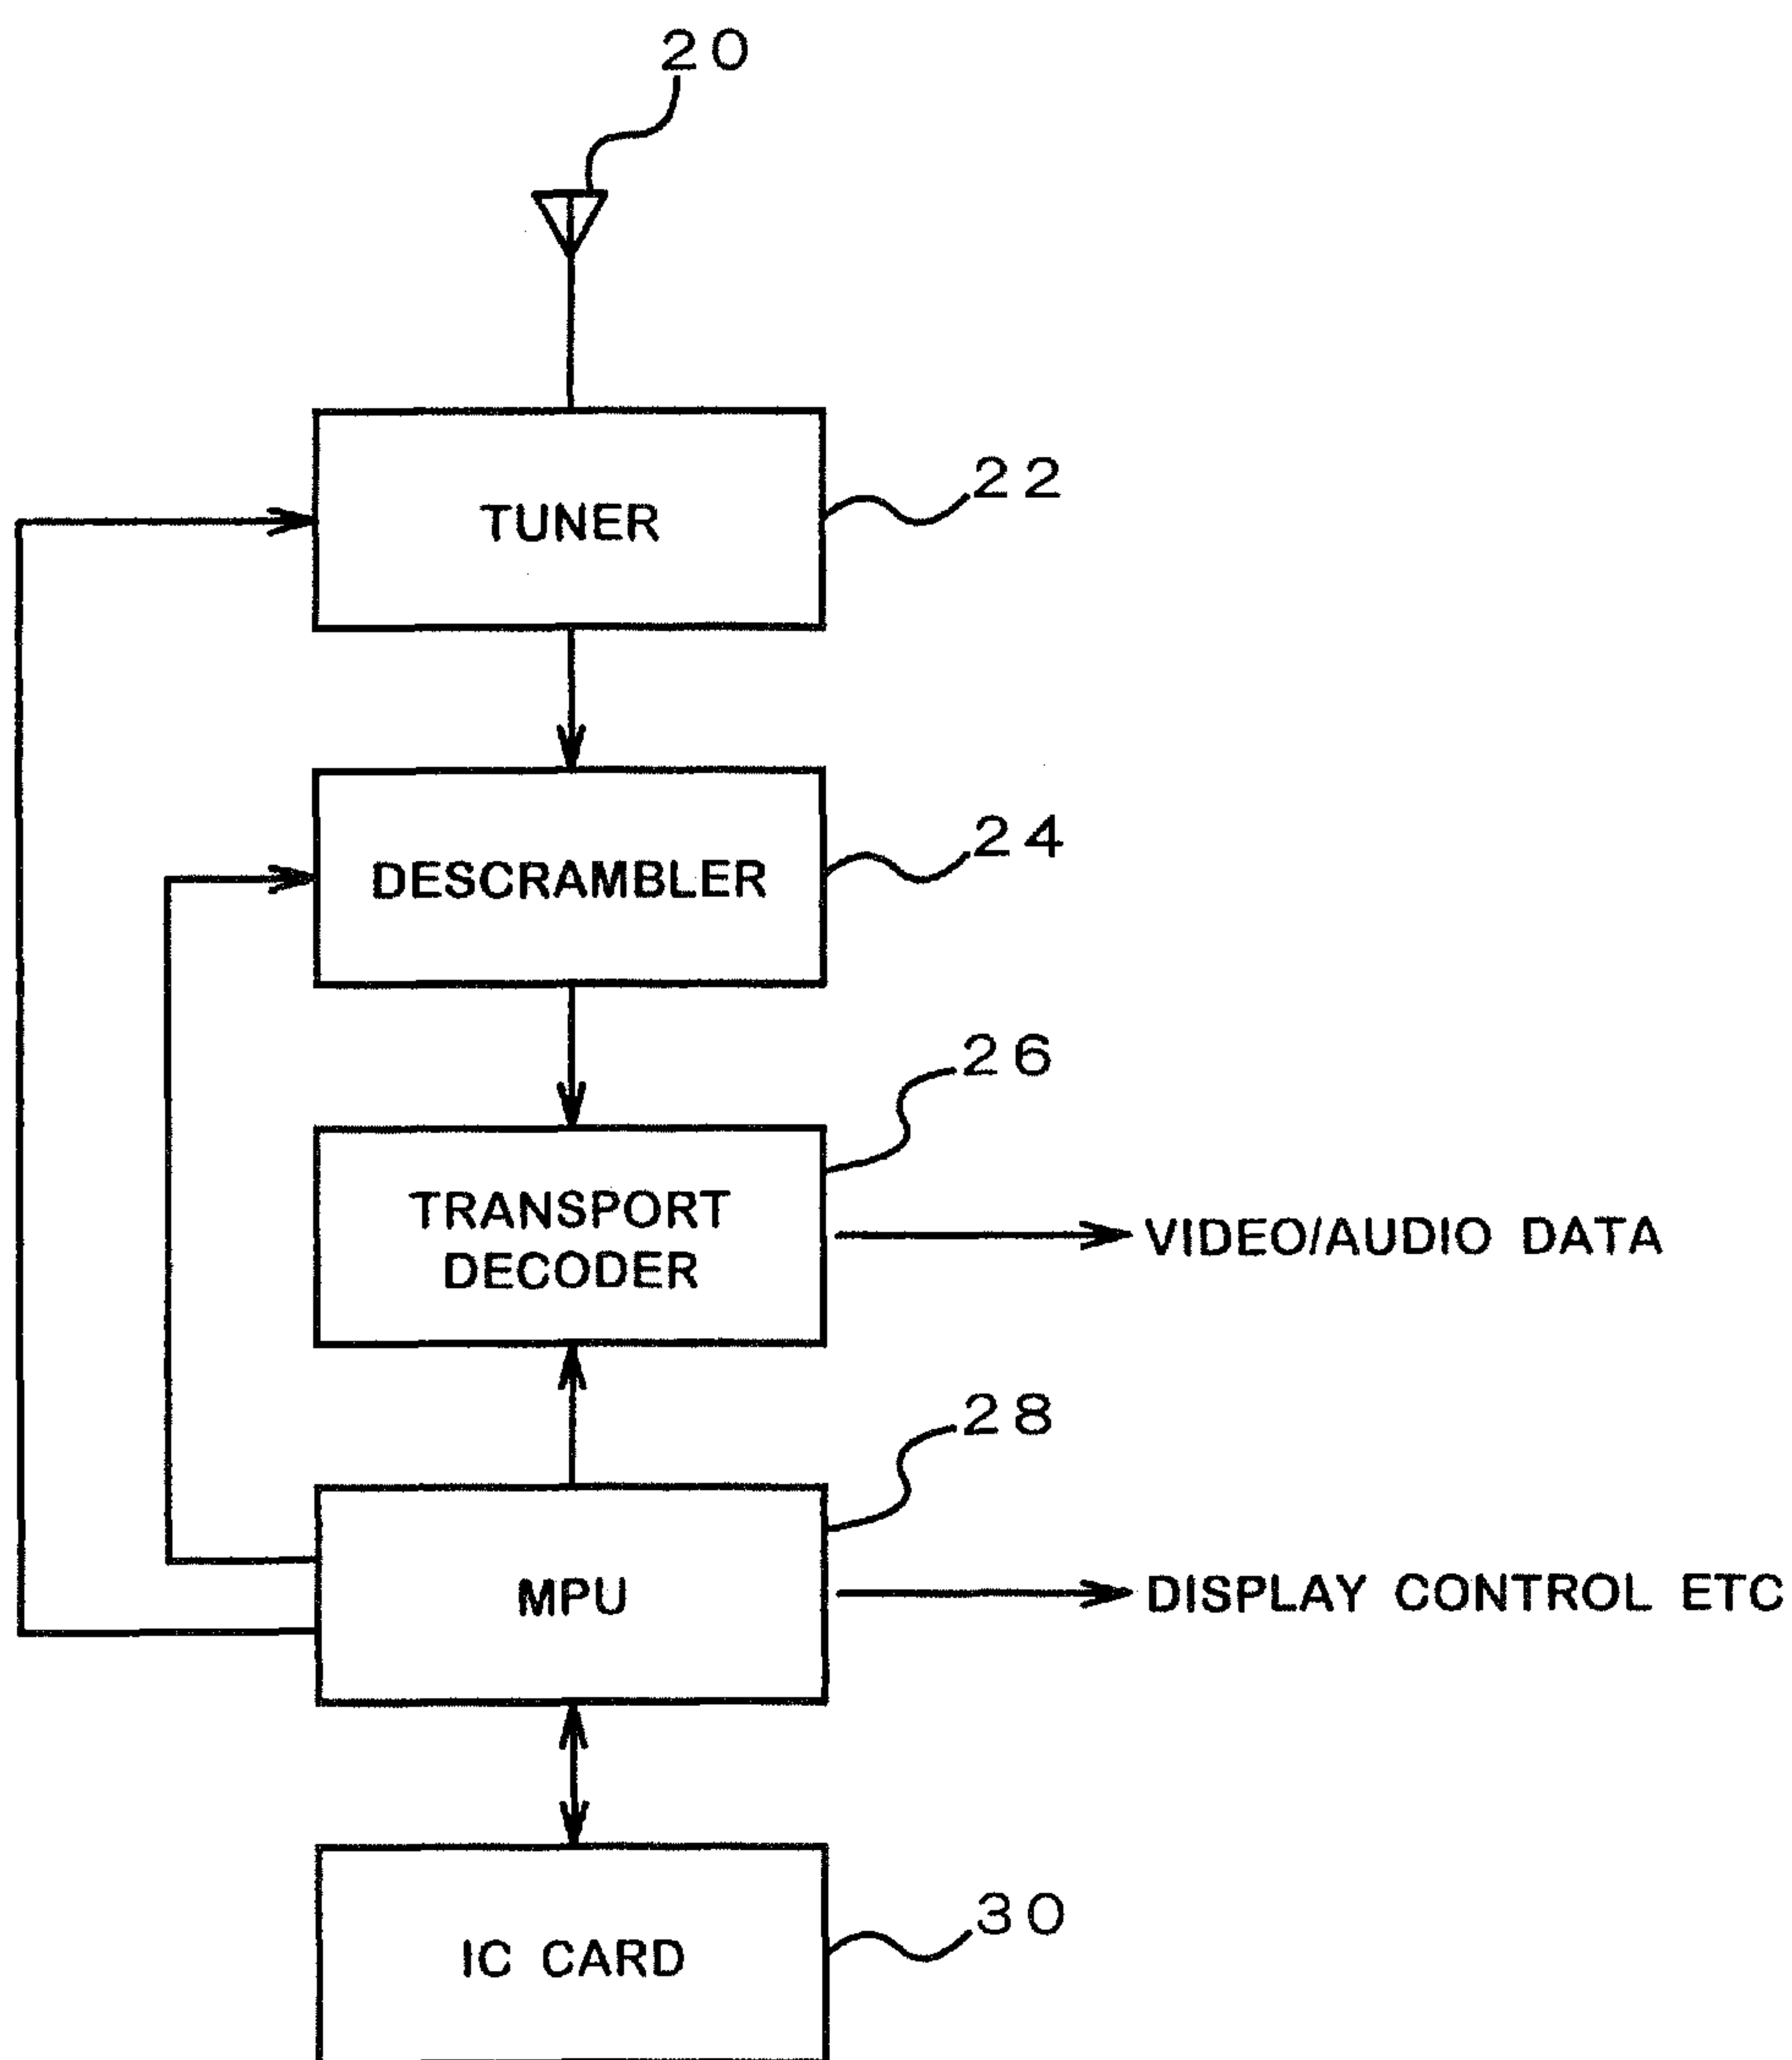 20
TUNER
22
DESCRAMBLER
24
26
TRANSPORT
DECODER
VIDEO/AUDIO DATA
28
MPU
DISPLAY CONTROL ETC
IC CARD
30